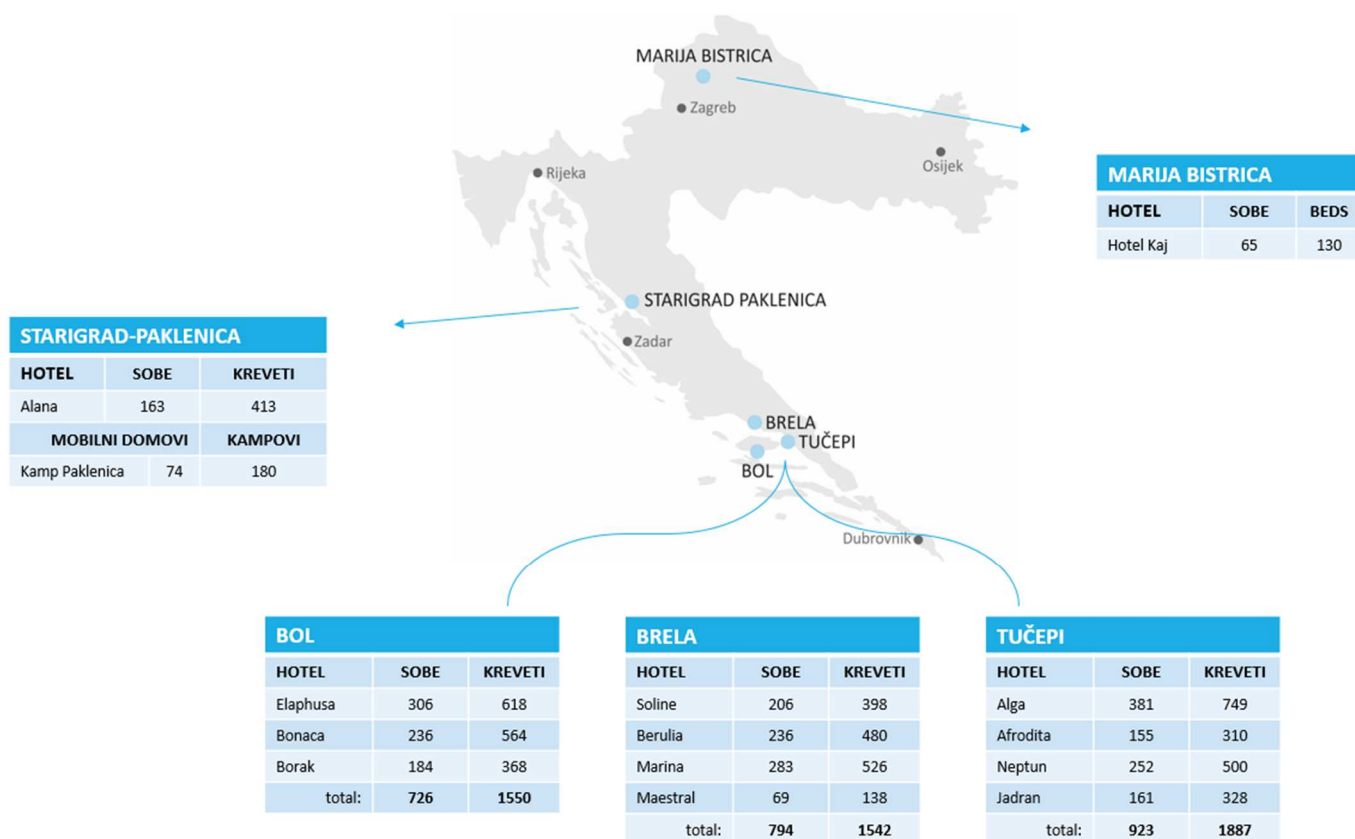 MARIJA BISTRICA
Zagreb
Osijek
Rijeka
STARIGRAD PAKLENICA
Zadar
BRELA
TUČEPI
BOL
Dubrovnik
MARIJA BISTRICA
HOTEL SOBE BEDS
Hotel Kaj 65 130
STARIGRAD-PAKLENICA
HOTEL SOBE KREVETI
Alana 163 413
MOBILNI DOMOVI KAMPOVI
Kamp Paklenica 74 180
BOL
HOTEL SOBE KREVETI
Elaphusa 306 618
Bonaca 236 564
Borak 184 368
total: 726 1550
BRELA
HOTEL SOBE KREVETI
Soline 206 398
Berulia 236 480
Marina 283 526
Maestral 69 138
total: 794 1542
TUČEPI
HOTEL SOBE KREVETI
Alga 381 749
Afrodita 155 310
Neptun 252 500
Jadran 161 328
total: 923 1887